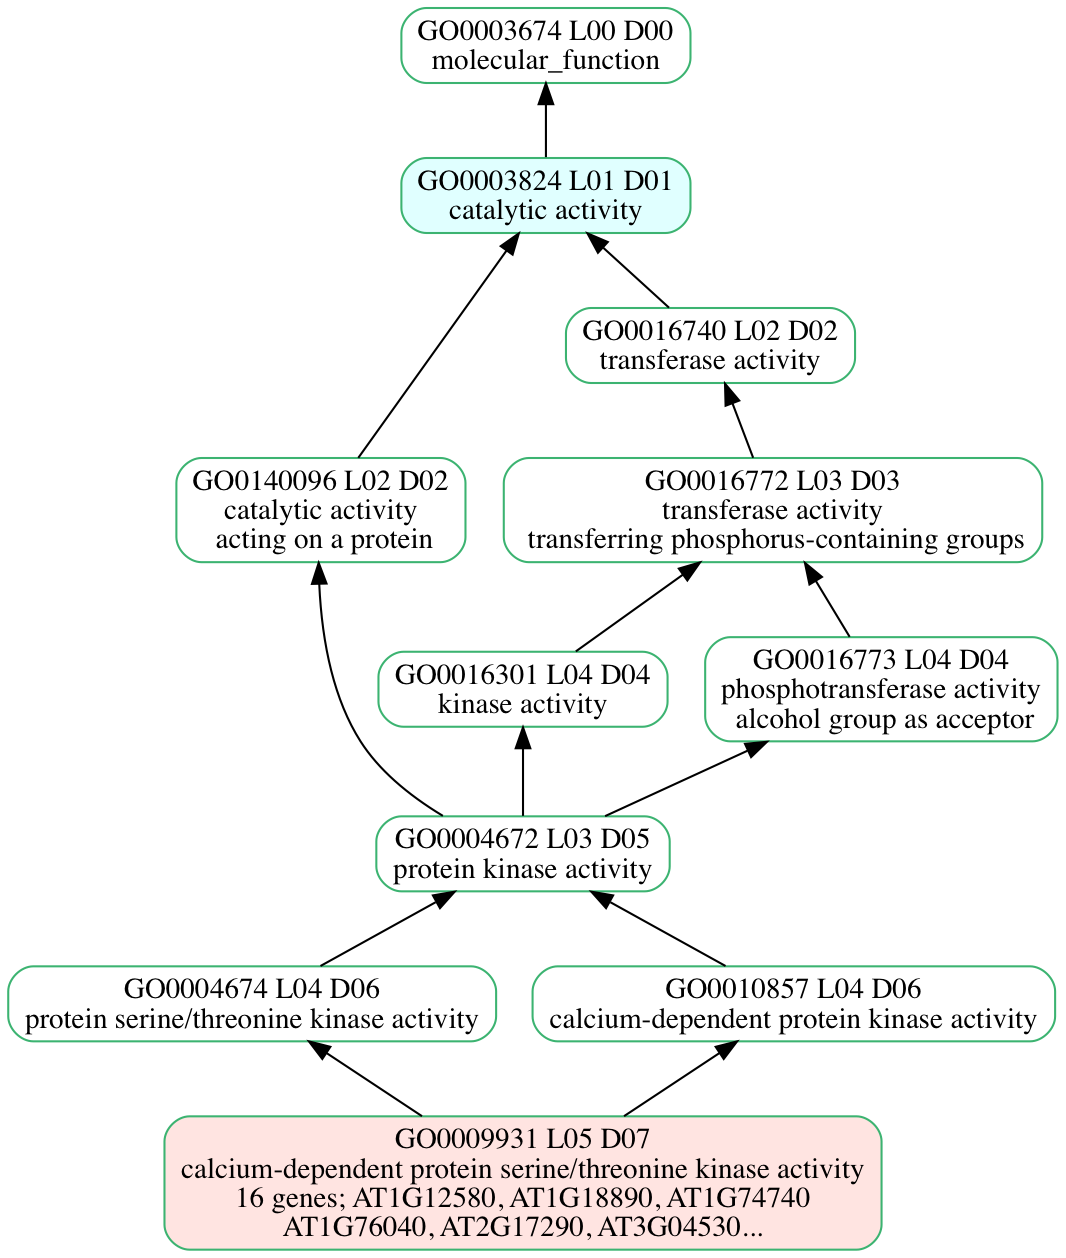 GO0003674 L00 D00
molecular_function
GO0003824 L01 D01
catalytic activity
GO0016740 L02 D02
transferase activity
GO0140096 L02 D02
catalytic activity
acting on a protein
GO0016772 L03 D03
transferase activity
transferring phosphorus-containing groups
GO0016301 L04 D04
kinase activity
GO0016773 L04 D04
phosphotransferase activity
alcohol group as acceptor
GO0004672 L03 D05
protein kinase activity
GO0004674 L04 D06
protein serine/threonine kinase activity
GO0010857 L04 D06
calcium-dependent protein kinase activity
GO0009931 L05 D07
calcium-dependent protein serine/threonine kinase activity
16 genes; AT1G12580, AT1G18890, AT1G74740
AT1G76040, AT2G17290, AT3G04530...